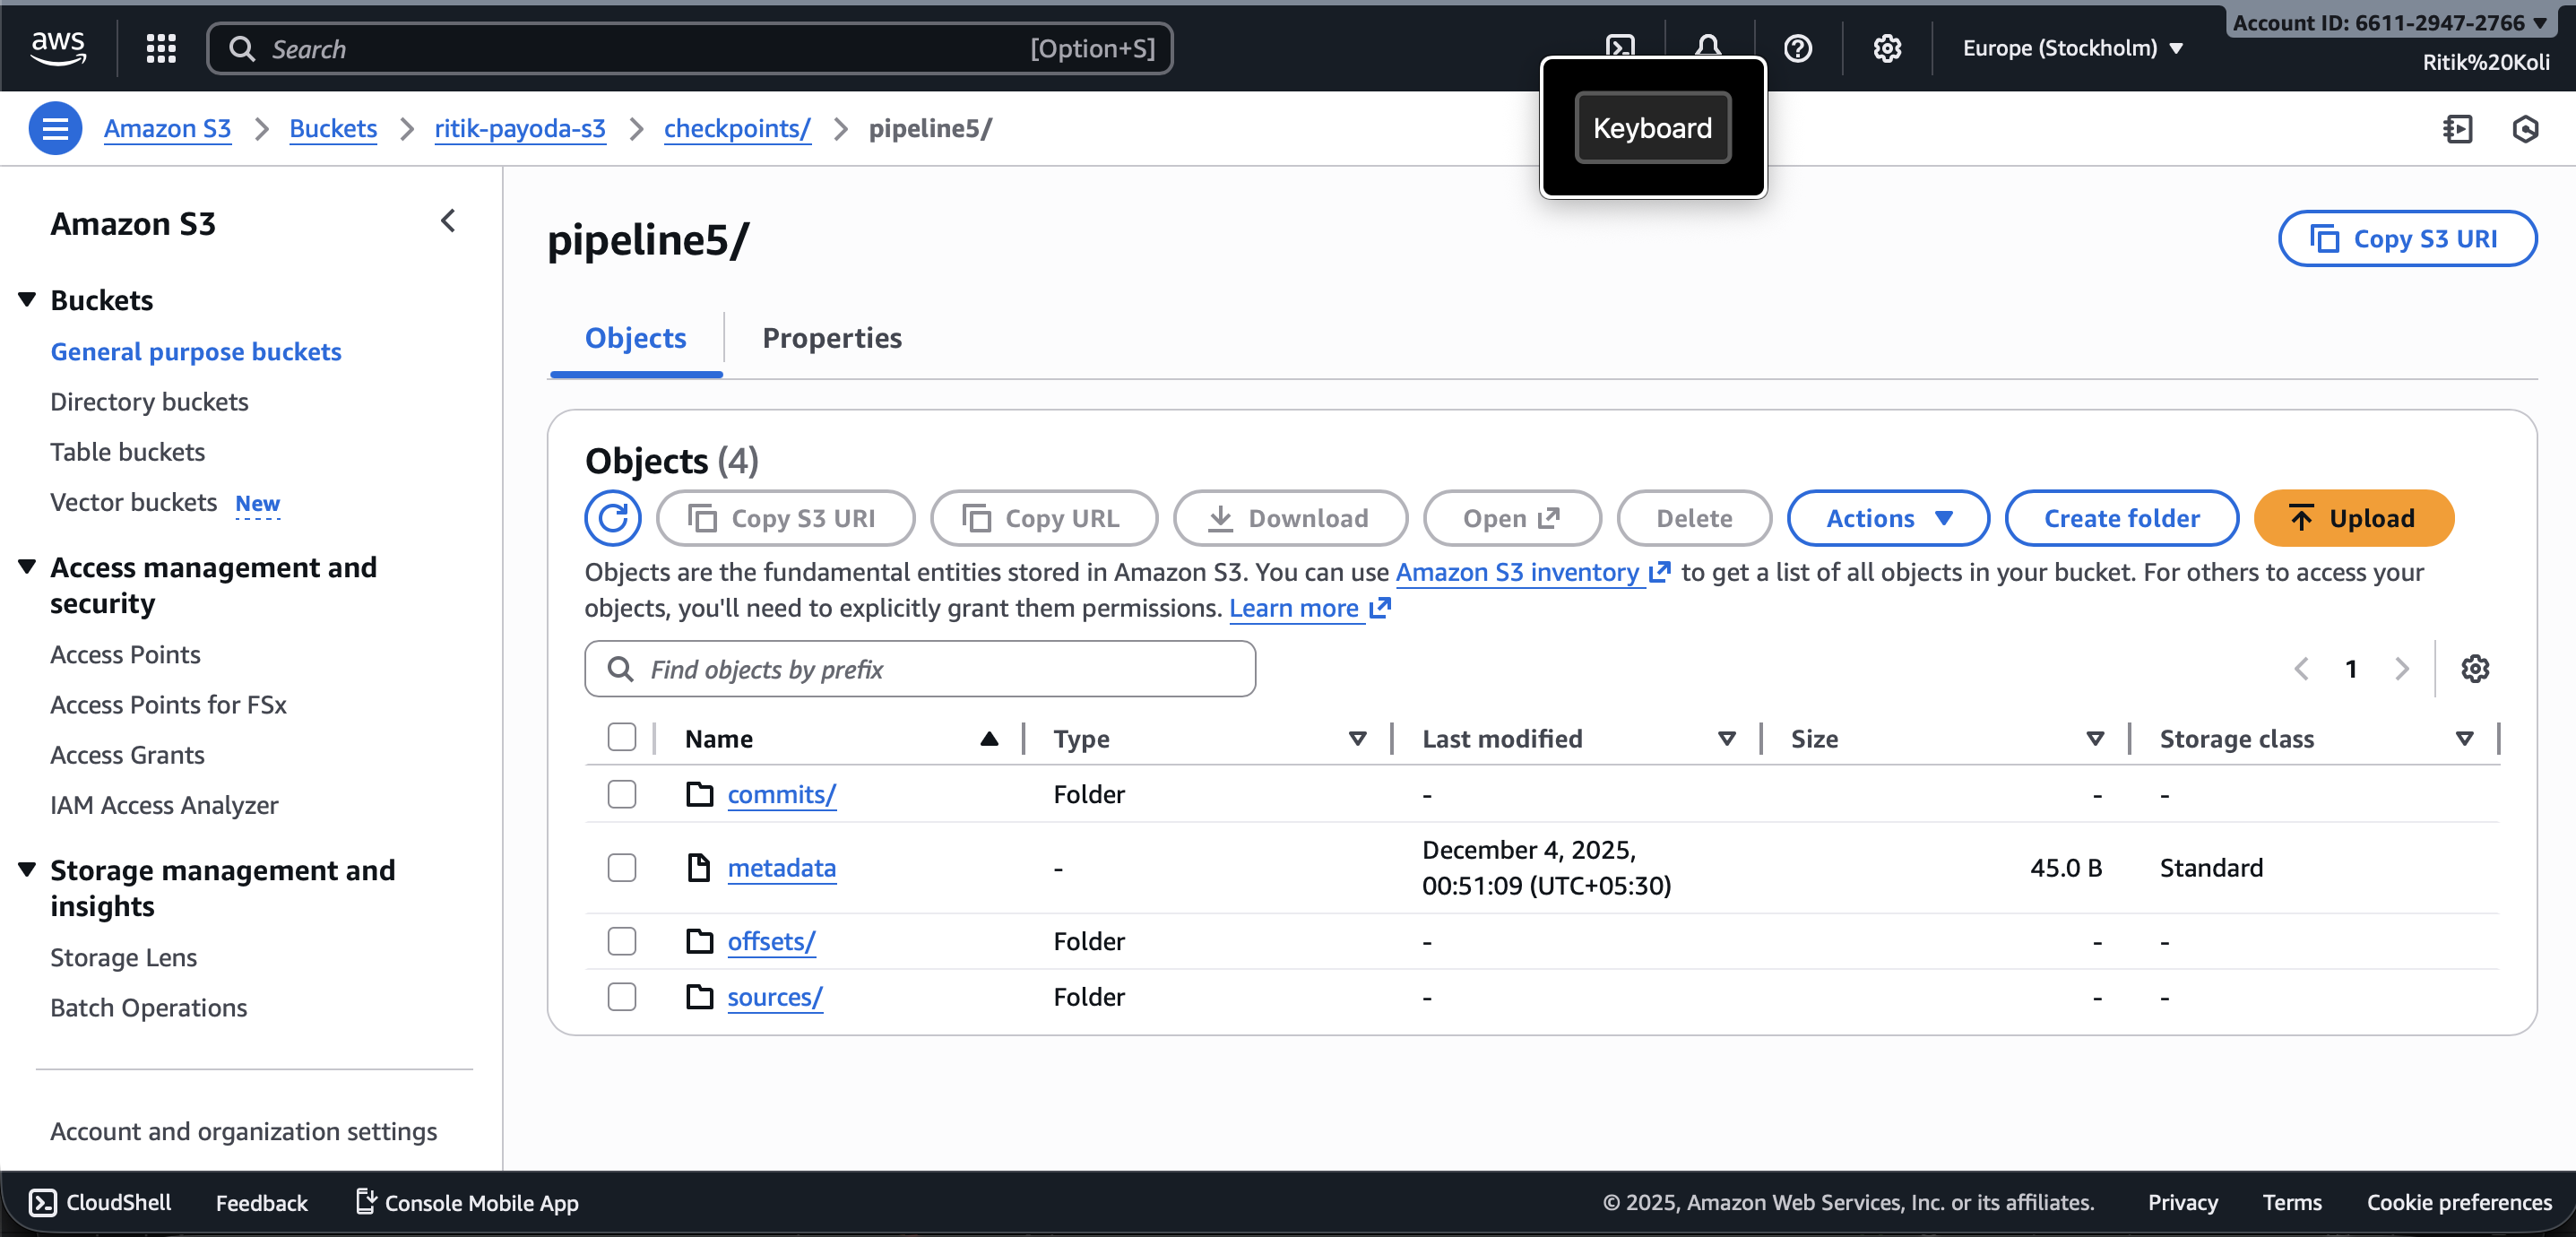 Account ID: 6611-2947-2766
aws
Search
[Option+S]
Europe (Stockholm)
Ritik%20Koli
Keyboard
Amazon S3
Buckets
ritik-payoda-s3
checkpoints/
pipeline5/
Amazon S3
Buckets
General purpose buckets
Directory buckets
Table buckets
Vector buckets New
Access management and
security
Access Points
Access Points for FSx
Access Grants
IAM Access Analyzer
Storage management and
insights
Storage Lens
Batch Operations
Account and organization settings
pipeline5/
Copy S3 URI
Objects
Properties
Objects (4)
Copy S3 URI
Copy URL
Download
Open
Delete
Actions
Create folder
Upload
Objects are the fundamental entities stored in Amazon S3. You can use Amazon S3 inventory to get a list of all objects in your bucket. For others to access your
objects, you'll need to explicitly grant them permissions. Learn more
Find objects by prefix
1
Name Type Last modified Size Storage class
commits/ Folder - - -
metadata - December 4, 2025,
00:51:09 (UTC+05:30) 45.0 B Standard
offsets/ Folder - - -
sources/ Folder - - -
CloudShell
Feedback
Console Mobile App
© 2025, Amazon Web Services, Inc. or its affiliates.
Privacy
Terms
Cookie preferences